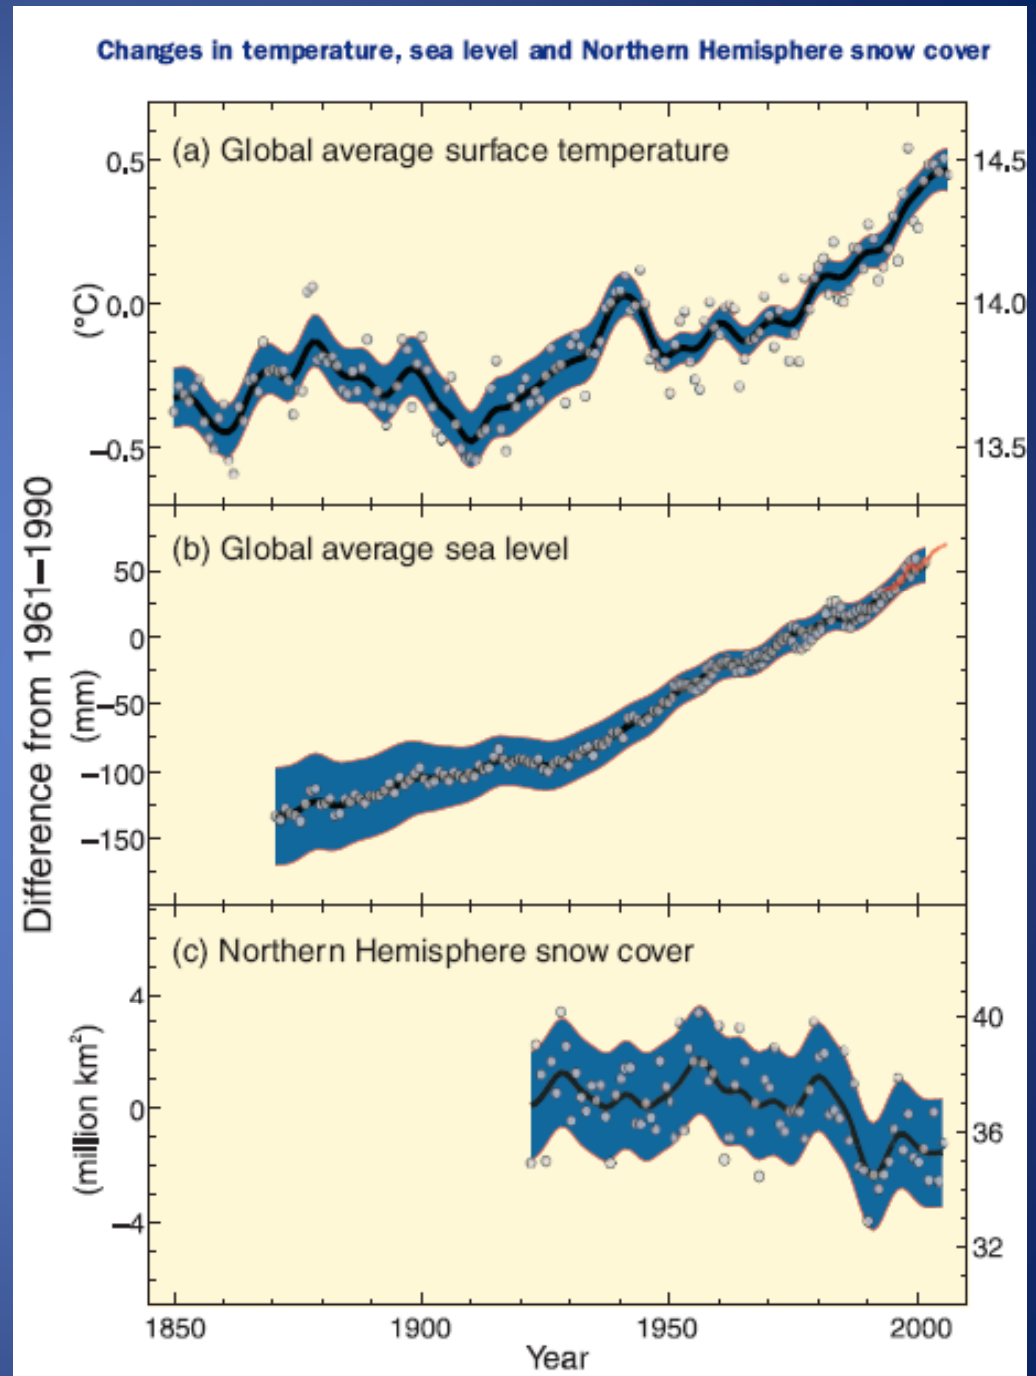 Changes in temperature, sea level and Northern Hemisphere snow cover
(a) Global average surface temperature
0.5
0.0
−0.5
(°C)
14.5
14.0
13.5
Difference from 1961–1990
(b) Global average sea level
50
0
−50
−100
−150
(mm)
(c) Northern Hemisphere snow cover
4
0
−4
(million km²)
40
36
32
1850 1900 1950 2000
Year